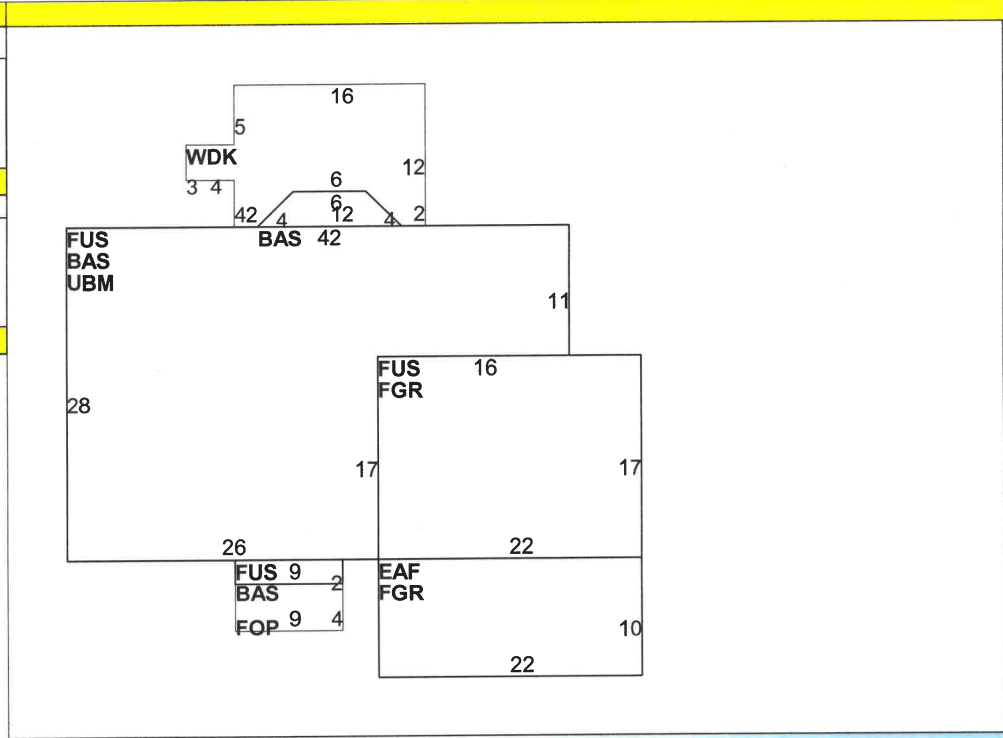 16
5
WDK
12
3 4
6
6
42 4 12 4 2
FUS BAS 42
BAS
UBM
11
FUS 16
FGR
28
17 17
26 22
FUS 9 EAF
2
BAS FGR
FOP 9 4 10
22